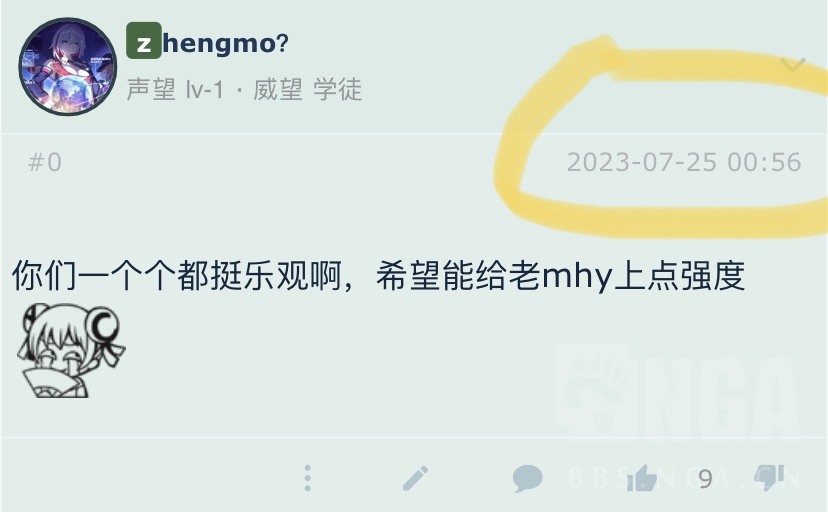 zhengmo?
声望 lv-1 · 威望 学徒
#0
2023-07-25 00:56
你们一个个都挺乐观啊，希望能给老mhy上点强度
NGA
BBS.NGA.CN
9